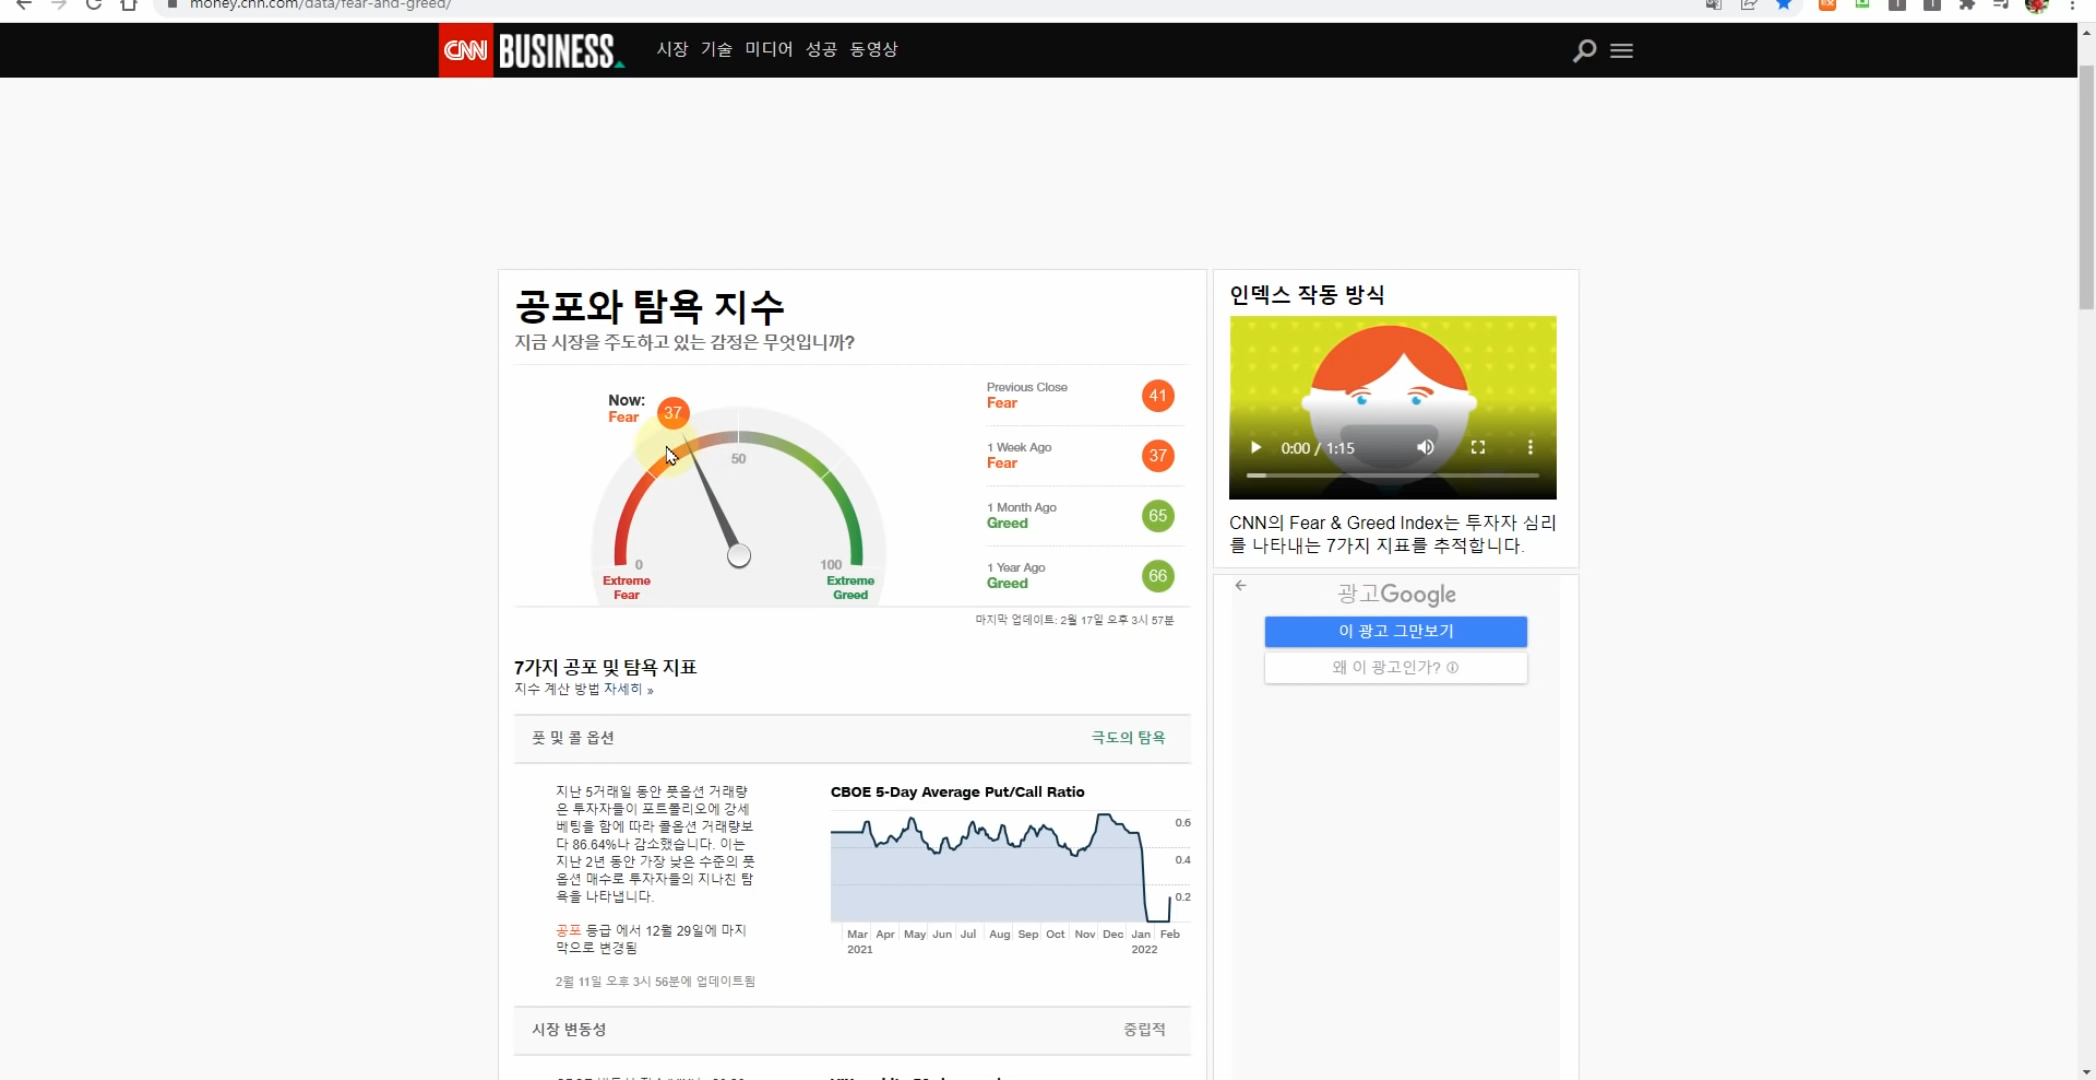 money.cnn.com/data/fear-and-greed/
CNN BUSINESS
시장 기술 미디어 성공 동영상
공포와 탐욕 지수
지금 시장을 주도하고 있는 감정은 무엇입니까?
Now:
Fear
37
50
0
Extreme
Fear
100
Extreme
Greed
Previous Close
Fear
41
1 Week Ago
Fear
37
1 Month Ago
Greed
65
1 Year Ago
Greed
66
마지막 업데이트: 2월 17일 오후 3시 57분
7가지 공포 및 탐욕 지표
지수 계산 방법 자세히 »
풋 및 콜 옵션
극도의 탐욕
지난 5거래일 동안 풋옵션 거래량
은 투자자들이 포트폴리오에 강세
베팅을 함에 따라 콜옵션 거래량보
다 86.64%나 감소했습니다. 이는
지난 2년 동안 가장 낮은 수준의 풋
옵션 매수로 투자자들의 지나친 탐
욕을 나타냅니다.
공포 등급 에서 12월 29일에 마지
막으로 변경됨
2월 11일 오후 3시 56분에 업데이트됨
CBOE 5-Day Average Put/Call Ratio
0.6
0.4
0.2
Mar Apr May Jun Jul Aug Sep Oct Nov Dec Jan Feb
2021 2022
시장 변동성
중립적
인덱스 작동 방식
0:00 / 1:15
CNN의 Fear & Greed Index는 투자자 심리
를 나타내는 7가지 지표를 추적합니다.
광고Google
이 광고 그만보기
왜 이 광고인가?